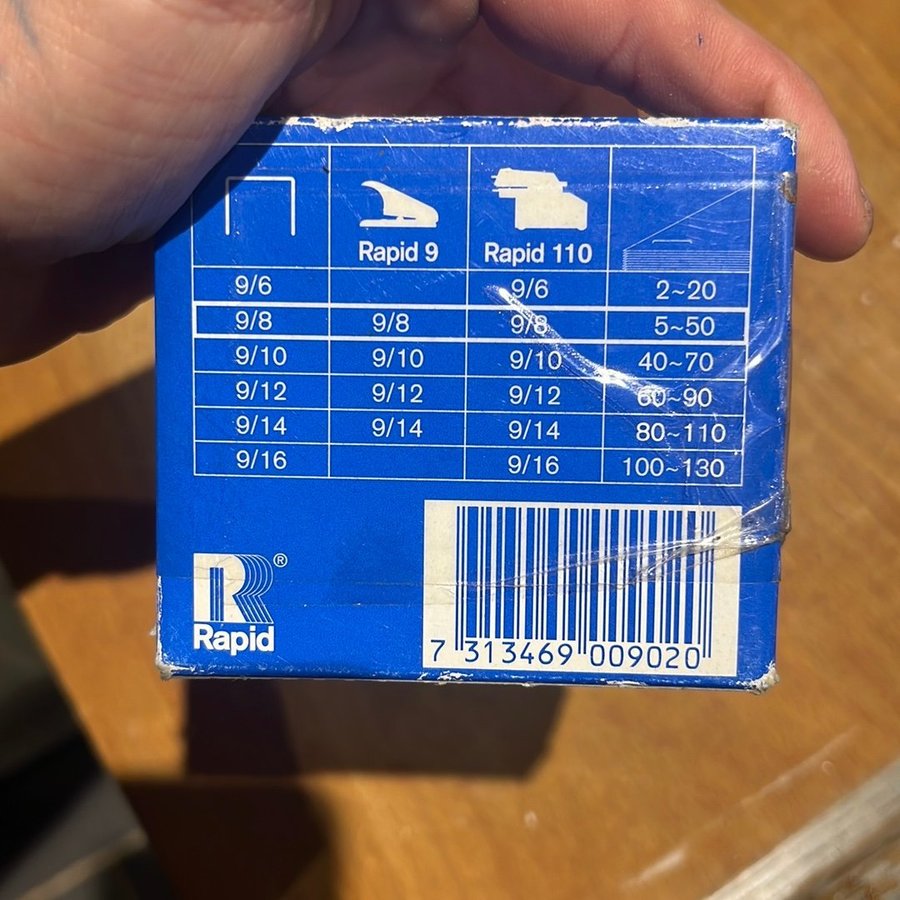 Rapid 9 Rapid 110
9/6 9/6 2~20
9/8 9/8 9/8 5~50
9/10 9/10 9/10 40~70
9/12 9/12 9/12 60~90
9/14 9/14 9/14 80~110
9/16 9/16 100~130
R®
Rapid
7 313469 009020